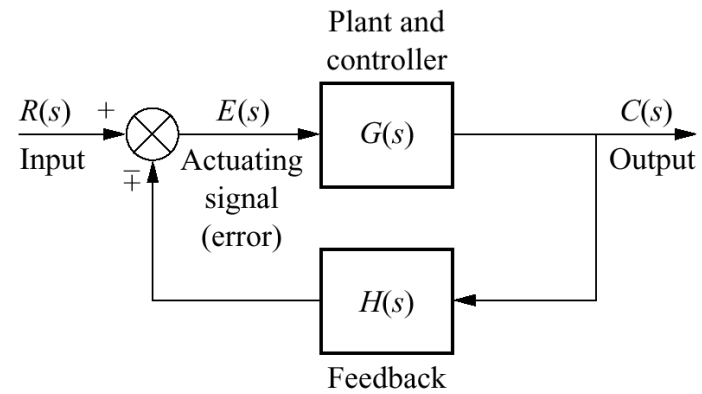 Plant and
controller
R(s) + E(s) G(s) C(s)
Input Actuating Output
∓ signal
(error)
H(s)
Feedback